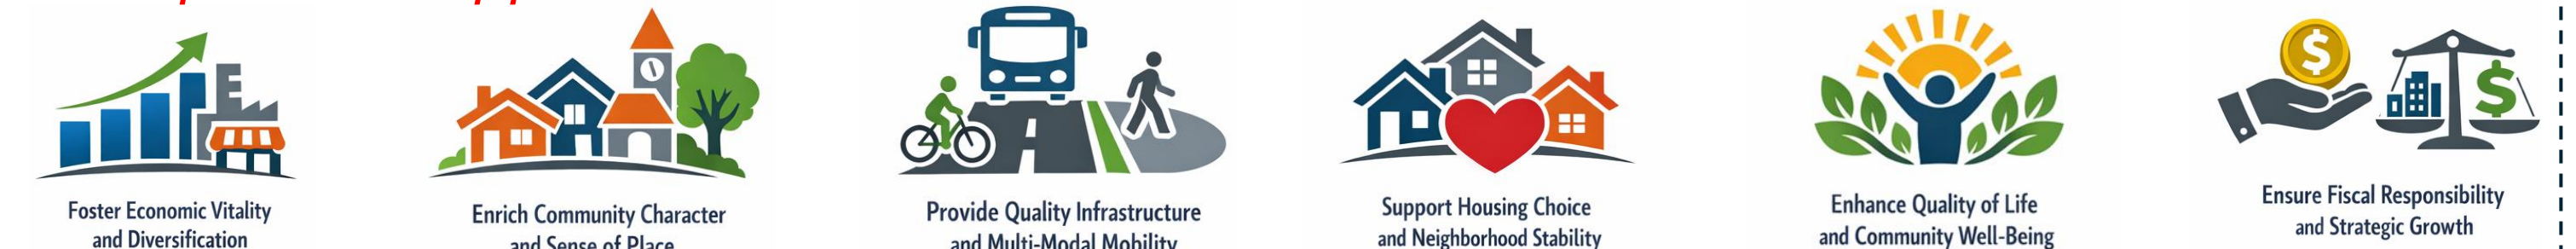 Foster Economic Vitality
and Diversification
Enrich Community Character
and Sense of Place
Provide Quality Infrastructure
and Multi-Modal Mobility
Support Housing Choice
and Neighborhood Stability
Enhance Quality of Life
and Community Well-Being
Ensure Fiscal Responsibility
and Strategic Growth